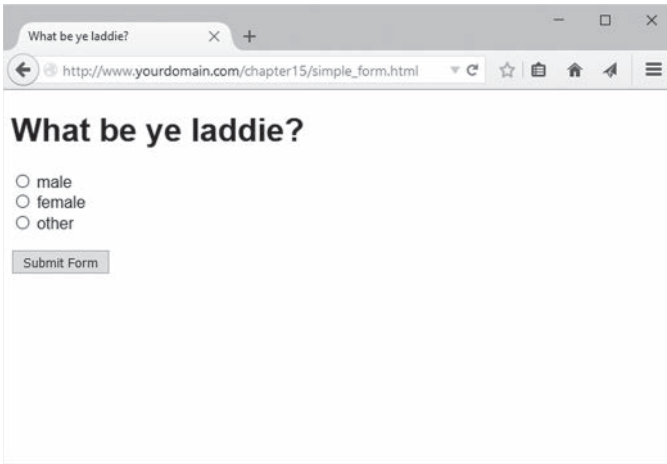 What be ye laddie?
http://www.yourdomain.com/chapter15/simple_form.html
What be ye laddie?
male
female
other
Submit Form